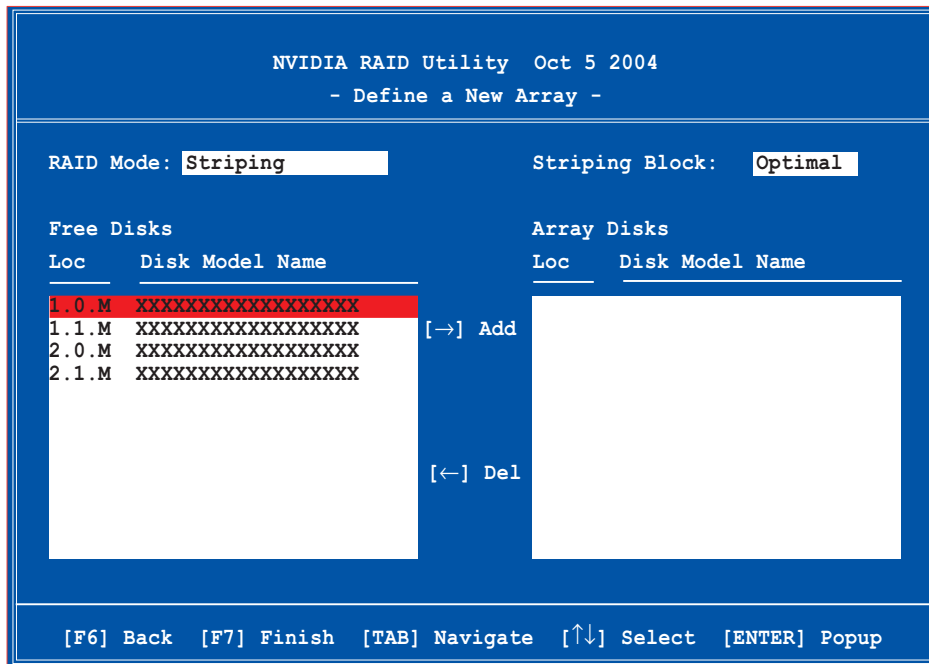 NVIDIA RAID Utility Oct 5 2004
- Define a New Array -
RAID Mode: Striping
Striping Block: Optimal
Free Disks
Loc Disk Model Name
1.0.M XXXXXXXXXXXXXXXXXX
1.1.M XXXXXXXXXXXXXXXXXX
2.0.M XXXXXXXXXXXXXXXXXX
2.1.M XXXXXXXXXXXXXXXXXX
[→] Add
[←] Del
Array Disks
Loc Disk Model Name
[F6] Back [F7] Finish [TAB] Navigate [↑↓] Select [ENTER] Popup